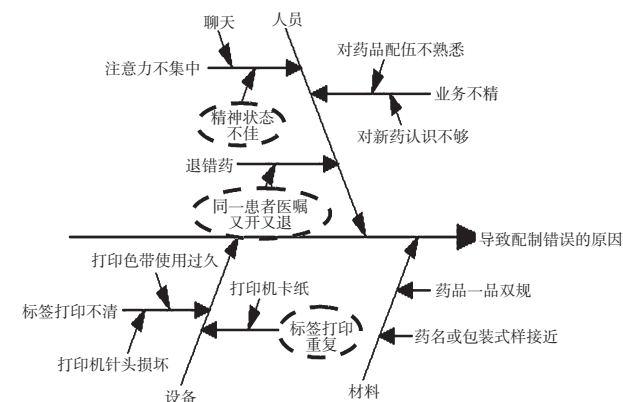 聊天
人员
对药品配伍不熟悉
注意力不集中
业务不精
精神状态
不佳
对新药认识不够
退错药
同一患者医嘱
又开又退
导致配制错误的原因
打印色带使用过久
打印机卡纸
药品一品双规
标签打印不清
标签打印
重复
药名或包装式样接近
打印机针头损坏
设备
材料